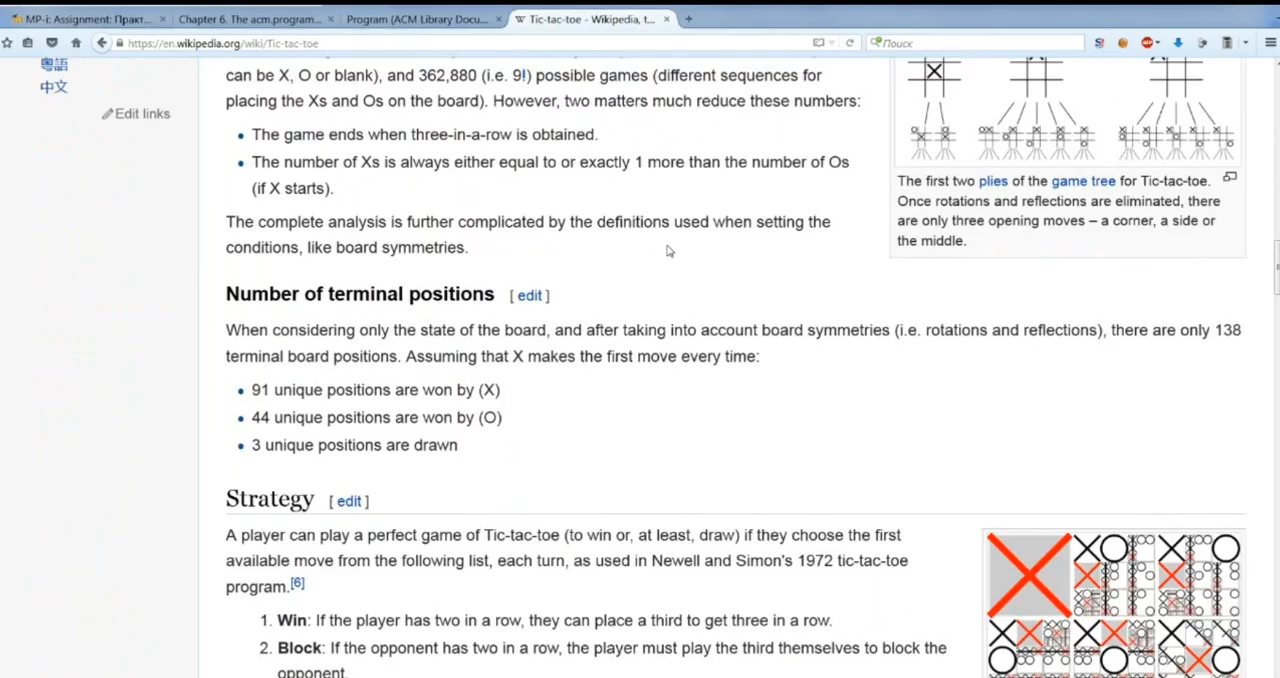 MP-i: Assignment: Практ...
Chapter 6. The acm.program...
Program (ACM Library Docu...
W Tic-tac-toe - Wikipedia, t...
https://en.wikipedia.org/wiki/Tic-tac-toe
Поиск
粵語
中文
Edit links
can be X, O or blank), and 362,880 (i.e. 9!) possible games (different sequences for
placing the Xs and Os on the board). However, two matters much reduce these numbers:
The game ends when three-in-a-row is obtained.
The number of Xs is always either equal to or exactly 1 more than the number of Os
(if X starts).
The complete analysis is further complicated by the definitions used when setting the
conditions, like board symmetries.
The first two plies of the game tree for Tic-tac-toe.
Once rotations and reflections are eliminated, there
are only three opening moves – a corner, a side or
the middle.
Number of terminal positions [ edit ]
When considering only the state of the board, and after taking into account board symmetries (i.e. rotations and reflections), there are only 138
terminal board positions. Assuming that X makes the first move every time:
91 unique positions are won by (X)
44 unique positions are won by (O)
3 unique positions are drawn
Strategy [ edit ]
A player can play a perfect game of Tic-tac-toe (to win or, at least, draw) if they choose the first
available move from the following list, each turn, as used in Newell and Simon's 1972 tic-tac-toe
program.[6]
1. Win: If the player has two in a row, they can place a third to get three in a row.
2. Block: If the opponent has two in a row, the player must play the third themselves to block the
opponent.